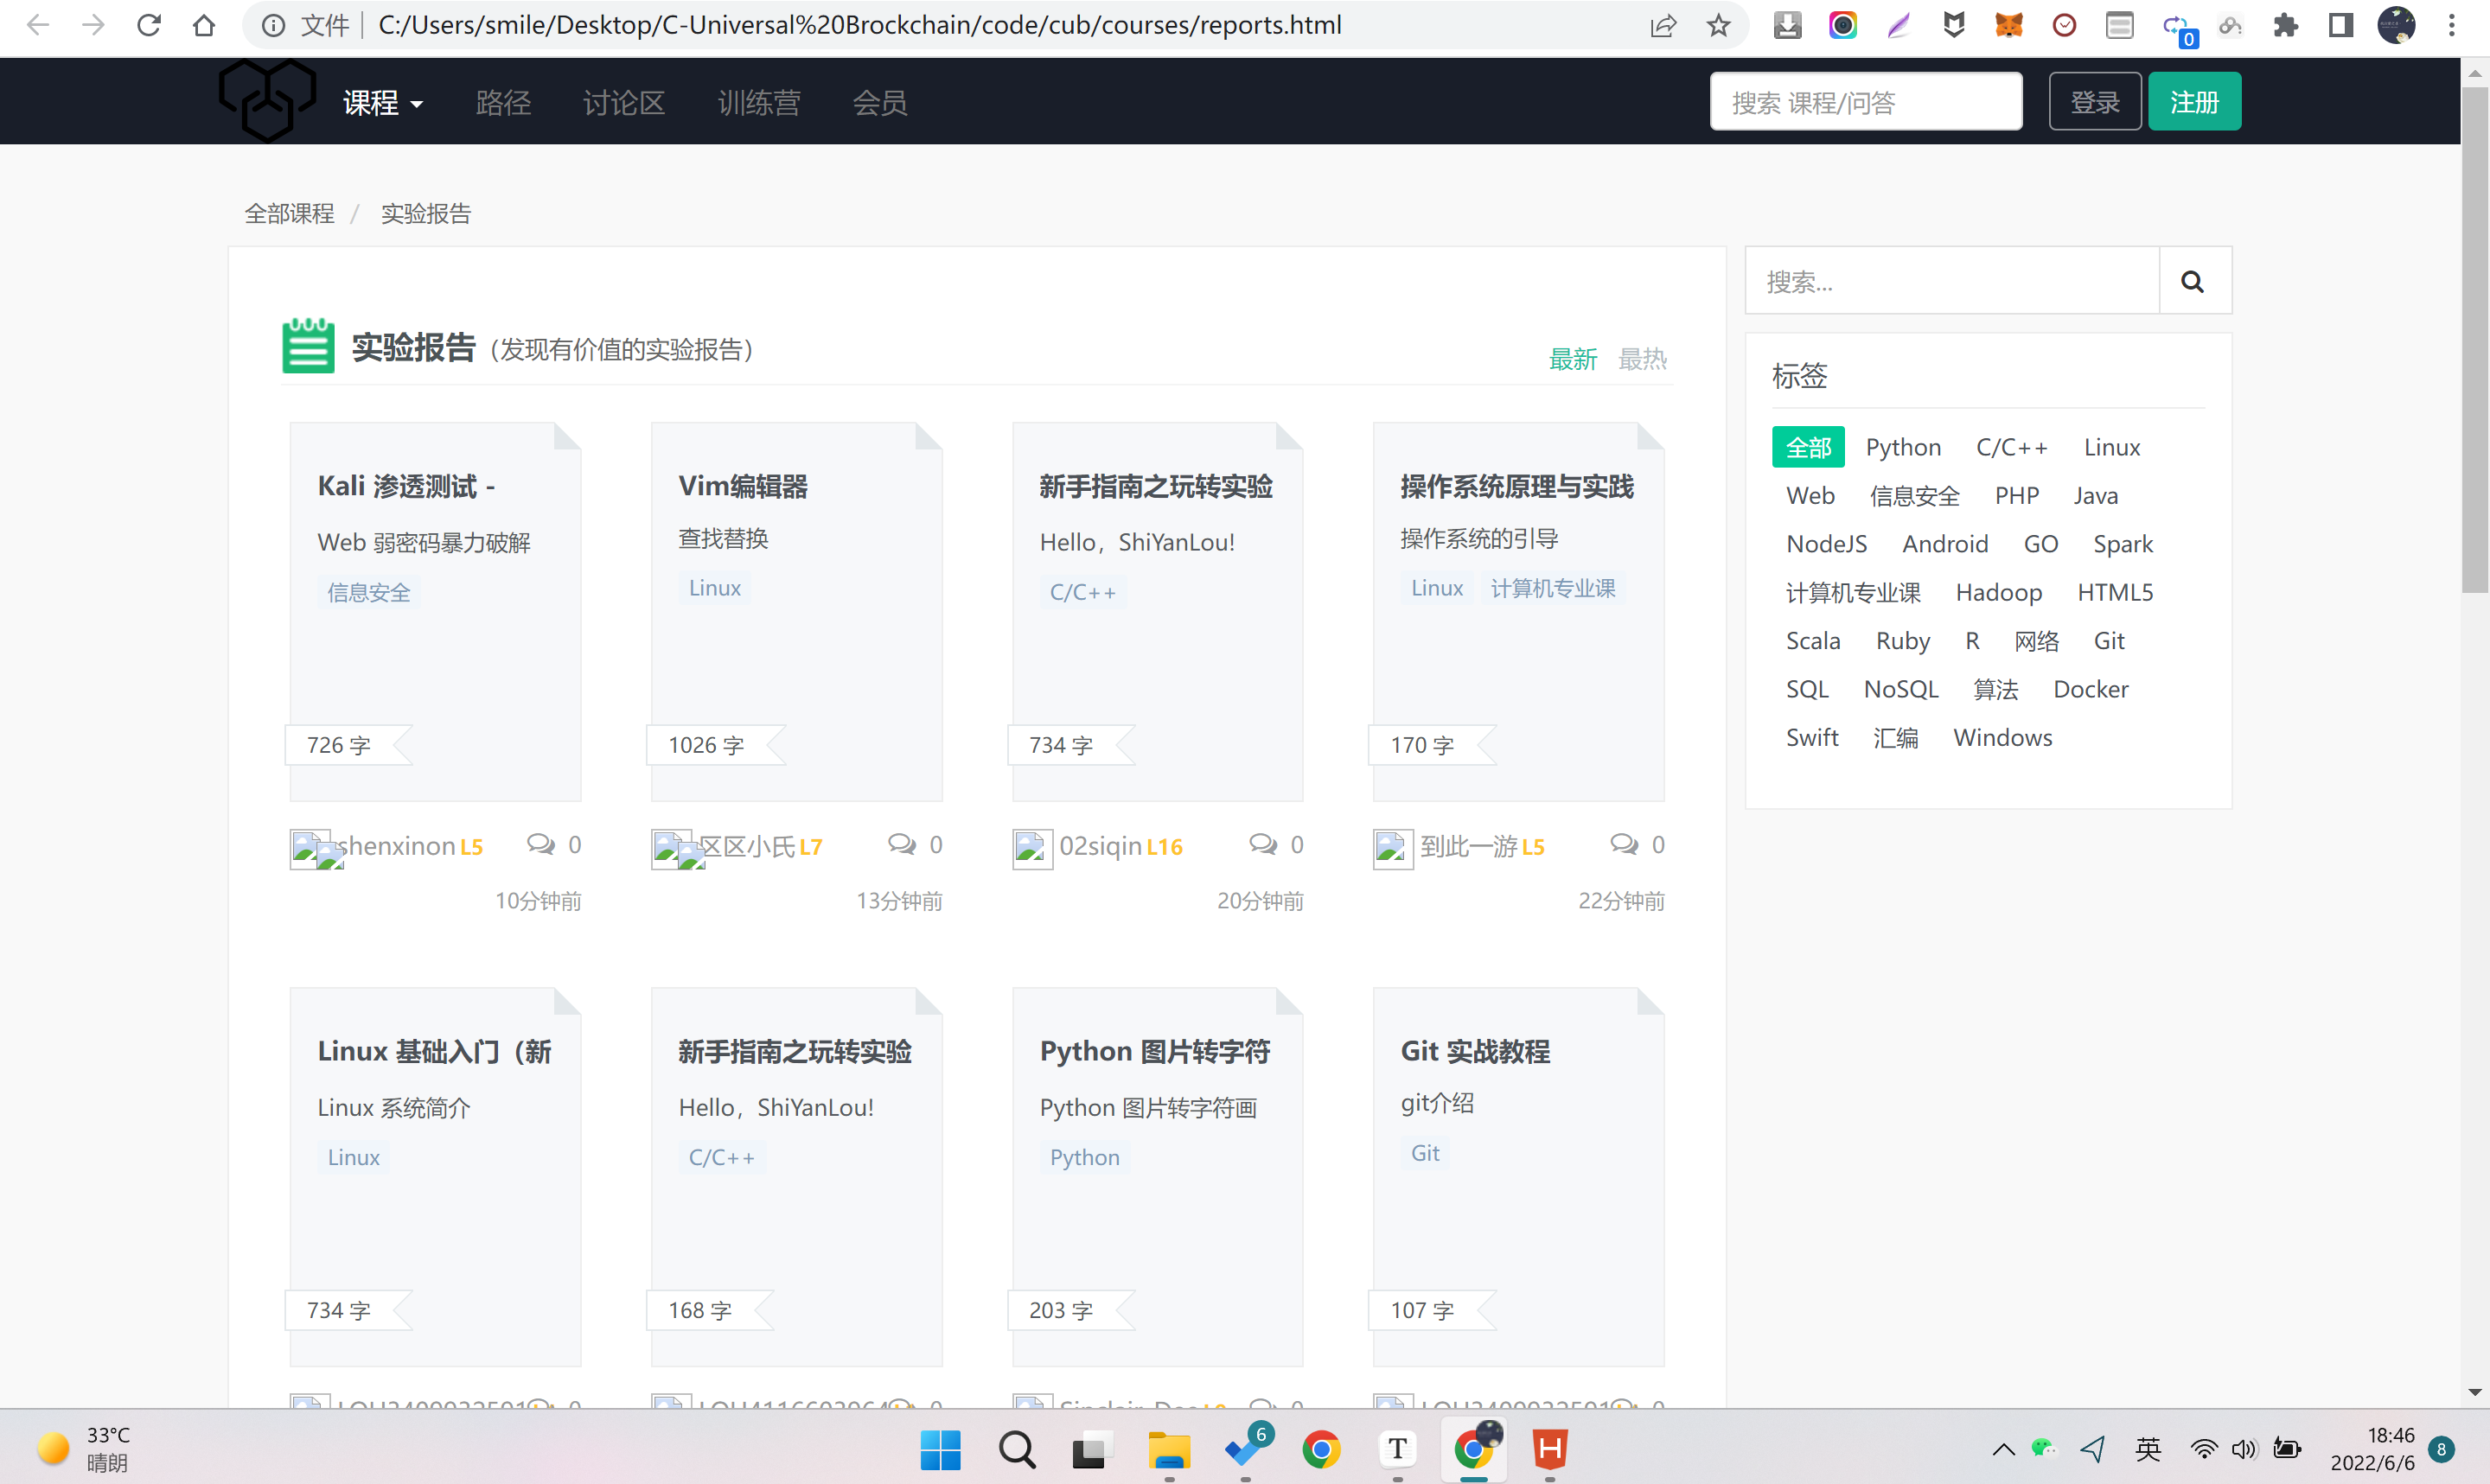 文件 C:/Users/smile/Desktop/C-Universal%20Brockchain/code/cub/courses/reports.html
0
课程 路径 讨论区 训练营 会员 搜索 课程/问答 登录 注册
全部课程 / 实验报告
搜索...
实验报告（发现有价值的实验报告） 最新 最热
标签
全部 Python C/C++ Linux
Web 信息安全 PHP Java
NodeJS Android GO Spark
计算机专业课 Hadoop HTML5
Scala Ruby R 网络 Git
SQL NoSQL 算法 Docker
Swift 汇编 Windows
Kali 渗透测试 -
Web 弱密码暴力破解
信息安全
726 字
shenxinon L5 0
10分钟前
Vim编辑器
查找替换
Linux
1026 字
区区小氏 L7 0
13分钟前
新手指南之玩转实验
Hello，ShiYanLou!
C/C++
734 字
02siqin L16 0
20分钟前
操作系统原理与实践
操作系统的引导
Linux 计算机专业课
170 字
到此一游 L5 0
22分钟前
Linux 基础入门（新
Linux 系统简介
Linux
734 字
新手指南之玩转实验
Hello，ShiYanLou!
C/C++
168 字
Python 图片转字符
Python 图片转字符画
Python
203 字
Git 实战教程
git介绍
Git
107 字
33°C
晴朗
6
T
H
英
18:46
2022/6/6
8